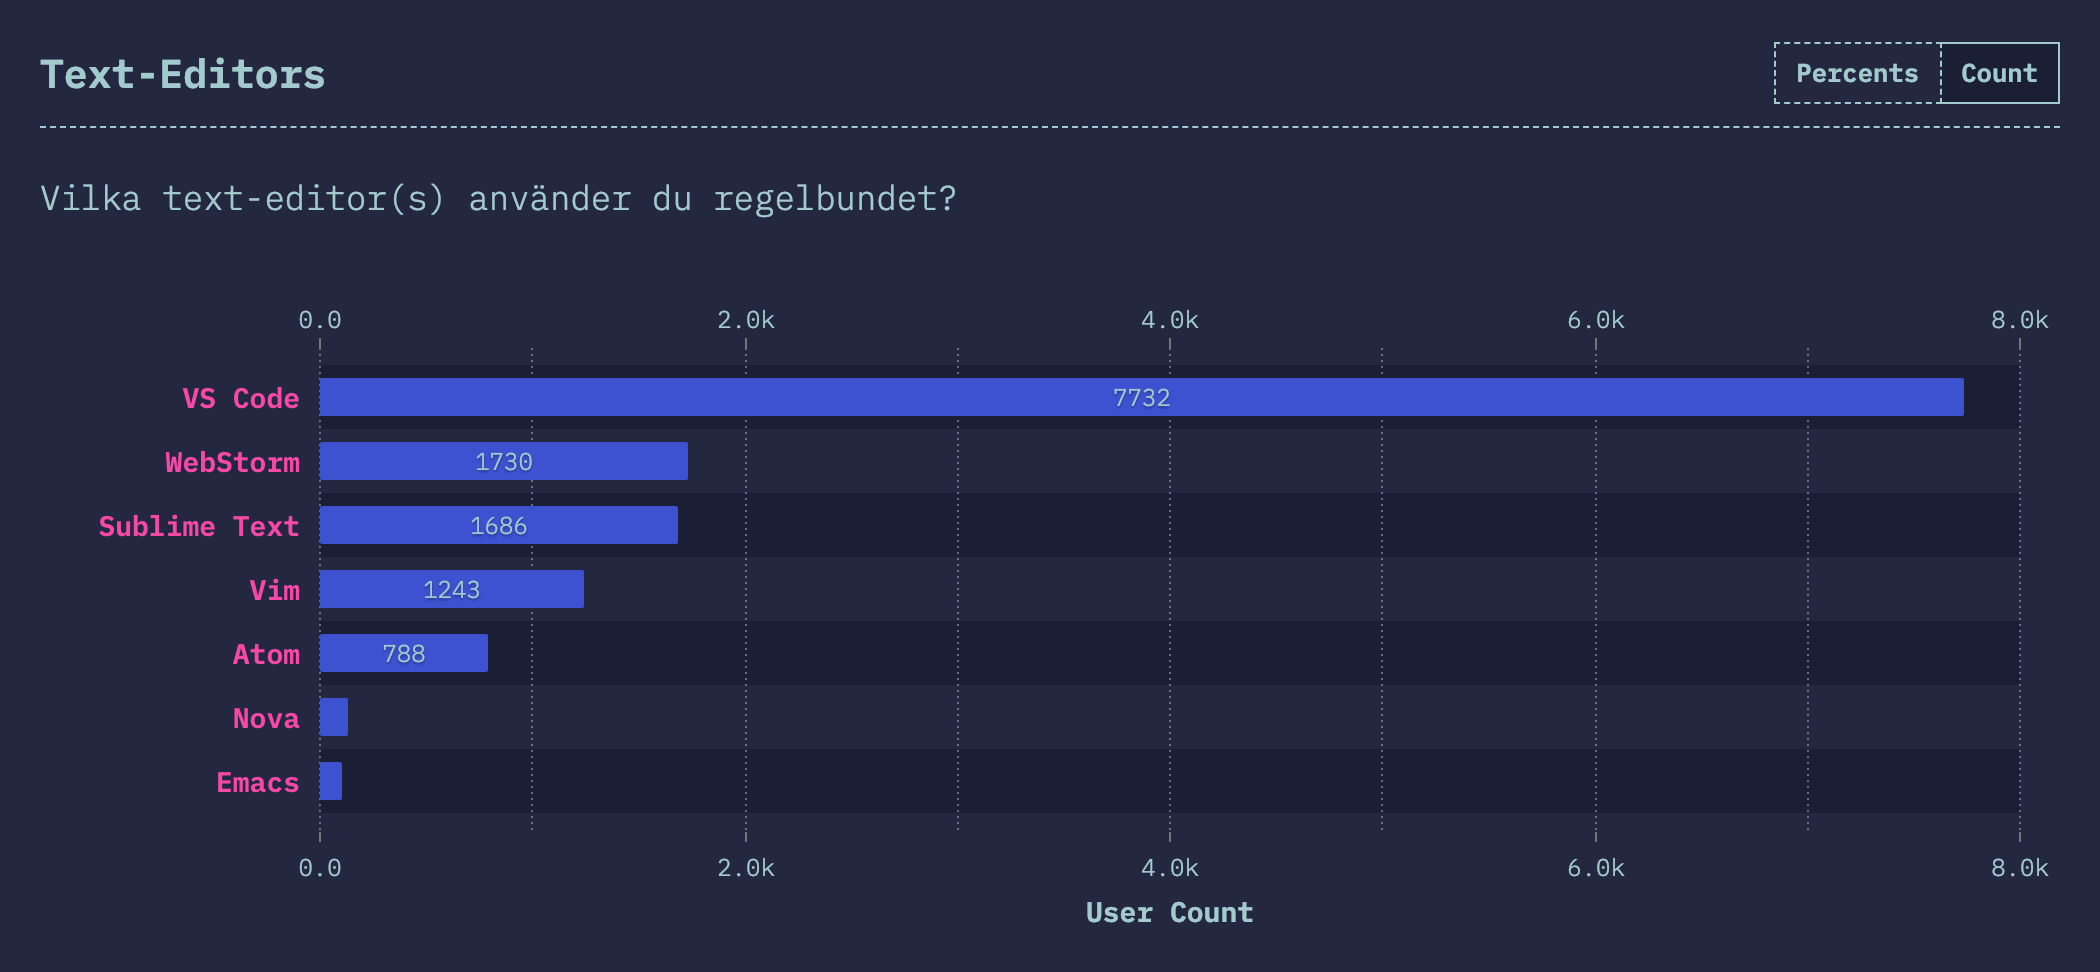 Text-Editors
Percents Count
Vilka text-editor(s) använder du regelbundet?
0.0 2.0k 4.0k 6.0k 8.0k
VS Code 7732
WebStorm 1730
Sublime Text 1686
Vim 1243
Atom 788
Nova
Emacs
0.0 2.0k 4.0k 6.0k 8.0k
User Count